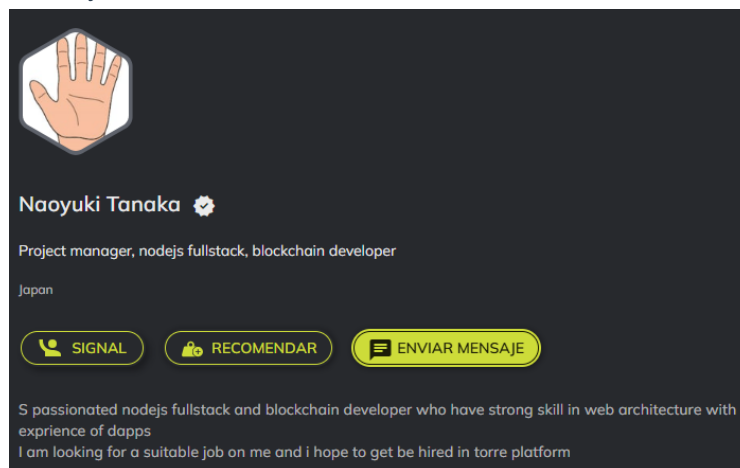 Naoyuki Tanaka
Project manager, nodejs fullstack, blockchain developer
Japan
SIGNAL
RECOMENDAR
ENVIAR MENSAJE
S passionated nodejs fullstack and blockchain developer who have strong skill in web architecture with
exprience of dapps
I am looking for a suitable job on me and i hope to get be hired in torre platform